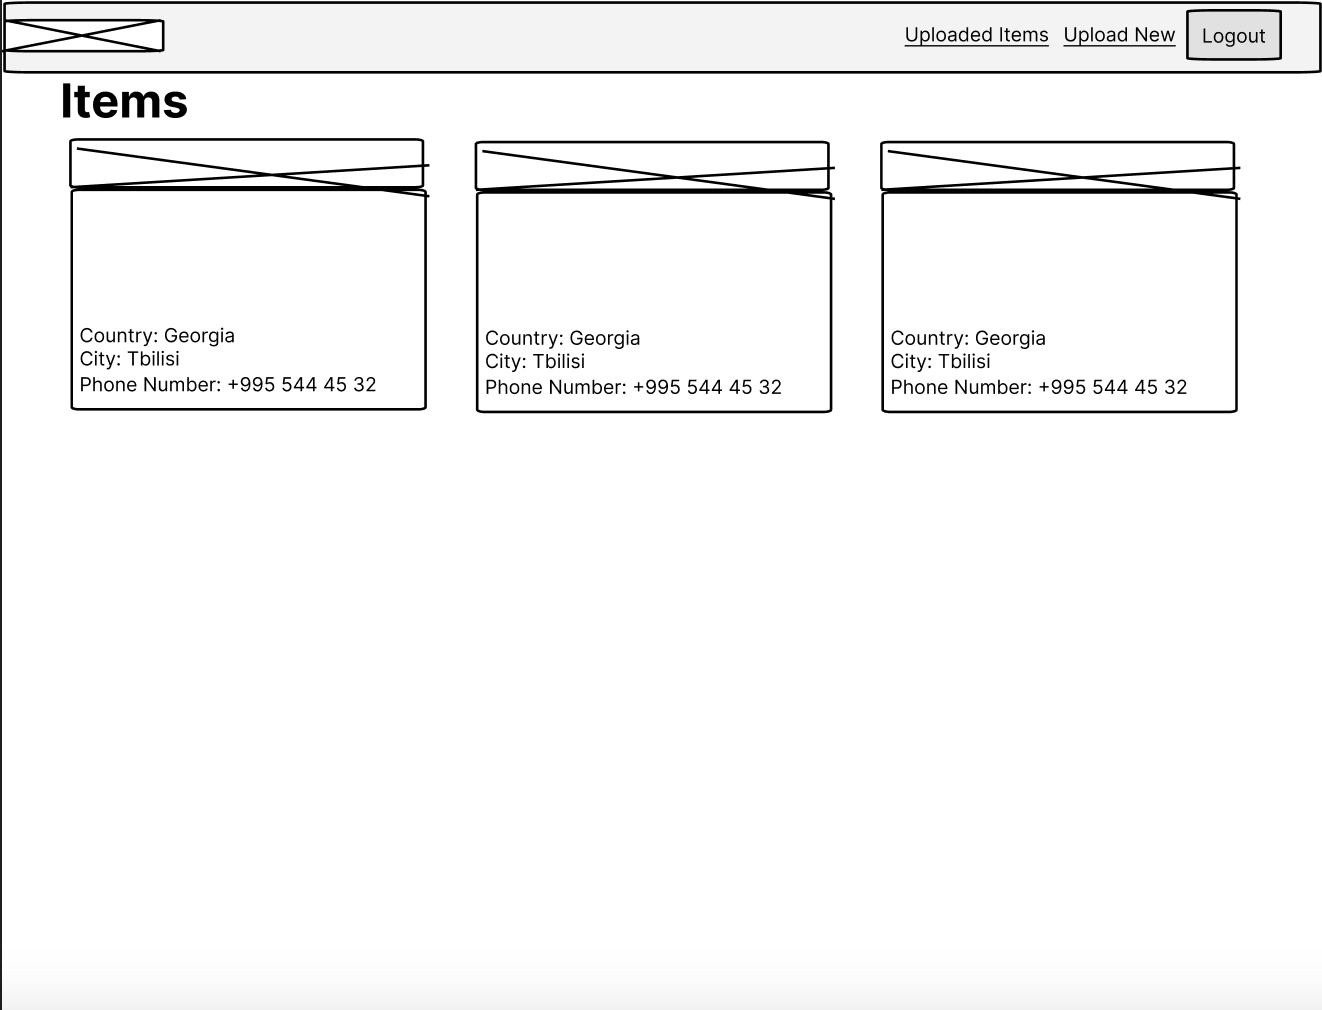 Uploaded Items Upload New Logout
Items
Country: Georgia
City: Tbilisi
Phone Number: +995 544 45 32
Country: Georgia
City: Tbilisi
Phone Number: +995 544 45 32
Country: Georgia
City: Tbilisi
Phone Number: +995 544 45 32